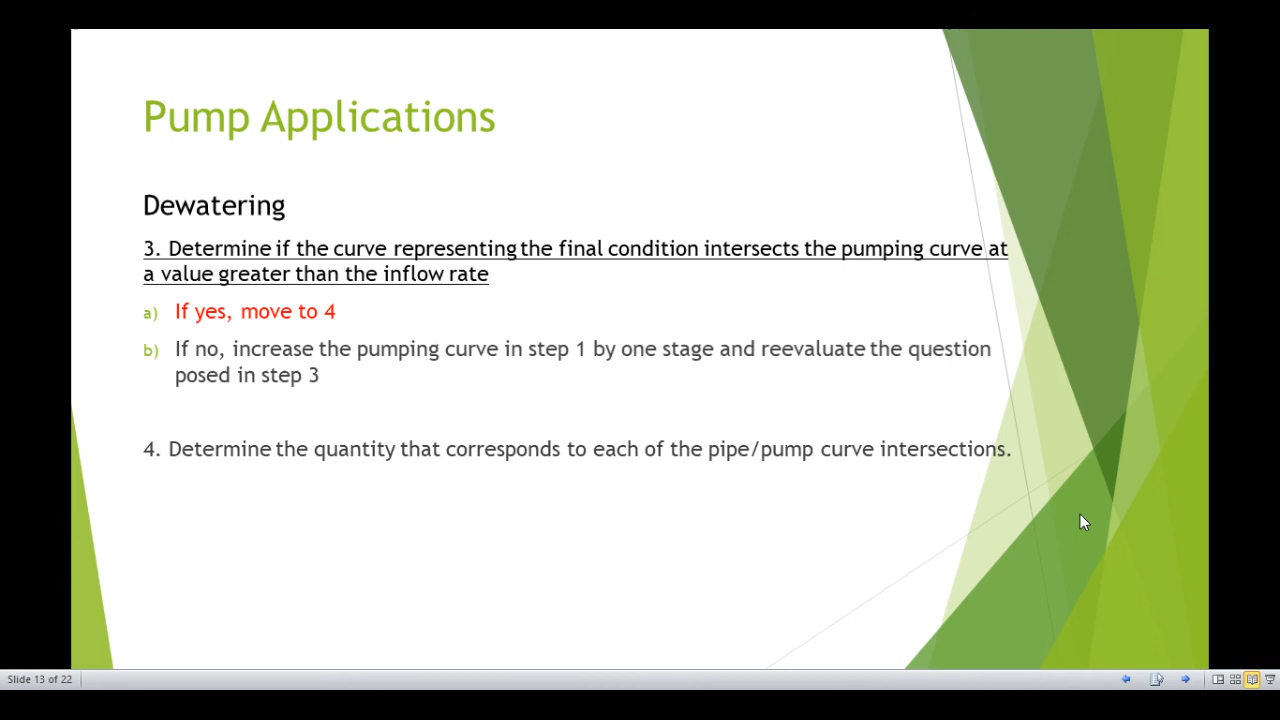 Pump Applications
Dewatering
3. Determine if the curve representing the final condition intersects the pumping curve at
a value greater than the inflow rate
a) If yes, move to 4
b) If no, increase the pumping curve in step 1 by one stage and reevaluate the question
posed in step 3
4. Determine the quantity that corresponds to each of the pipe/pump curve intersections.
Slide 13 of 22